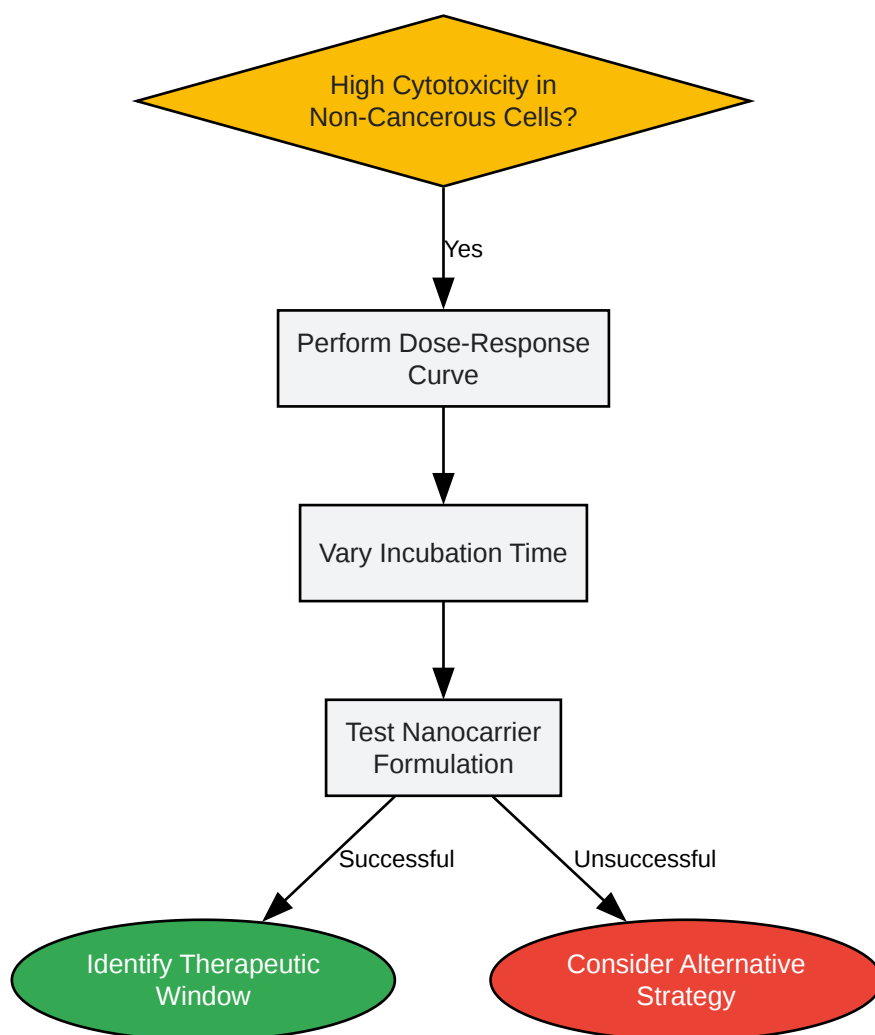 High Cytotoxicity in
Non-Cancerous Cells?
Yes
Perform Dose-Response
Curve
Vary Incubation Time
Test Nanocarrier
Formulation
Successful
Unsuccessful
Identify Therapeutic
Window
Consider Alternative
Strategy